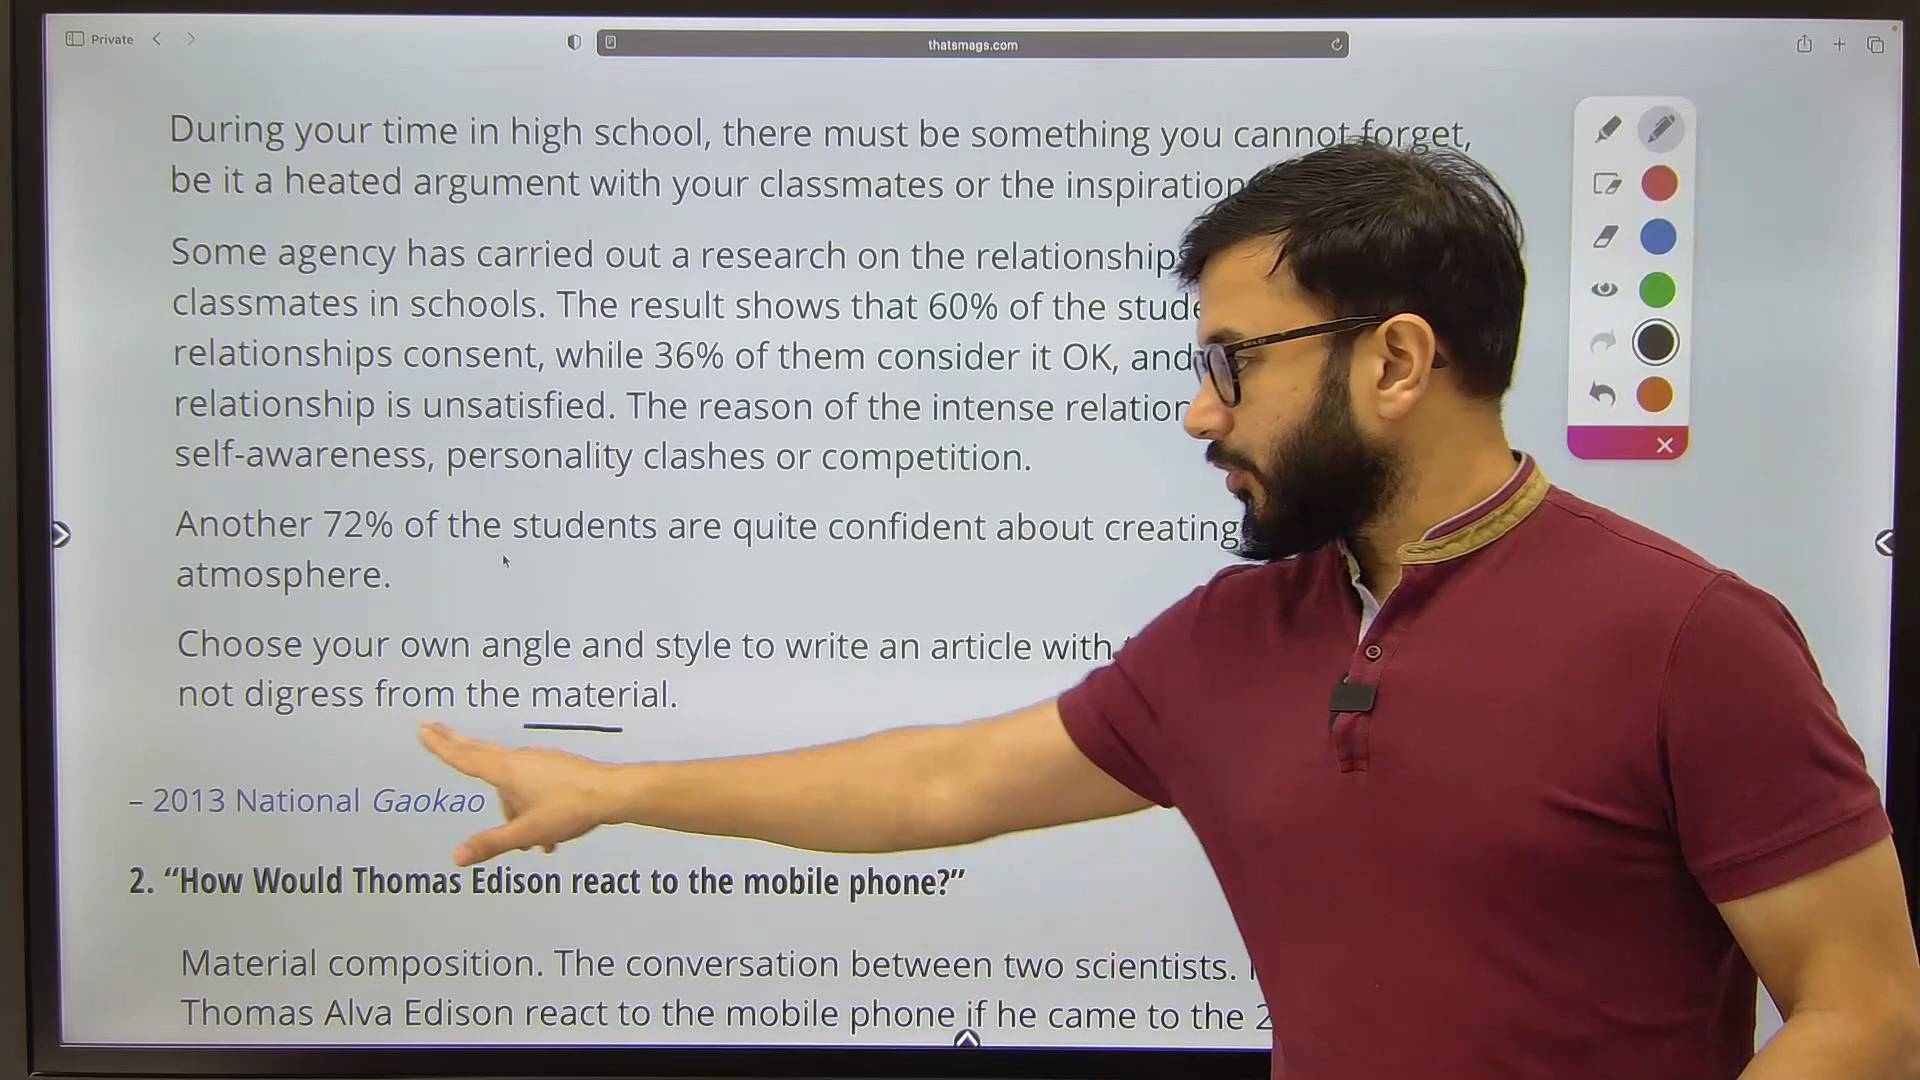 Private
thatsmags.com
During your time in high school, there must be something you cannot forget,
be it a heated argument with your classmates or the inspiration
Some agency has carried out a research on the relationships
classmates in schools. The result shows that 60% of the
relationships consent, while 36% of them consider it OK, and
relationship is unsatisfied. The reason of the intense
self-awareness, personality clashes or competition.
Another 72% of the students are quite confident about creating
atmosphere.
Choose your own angle and style to write an article with
not digress from the material.
– 2013 National Gaokao
2. “How Would Thomas Edison react to the mobile phone?”
Material composition. The conversation between two scientists.
Thomas Alva Edison react to the mobile phone if he came to the